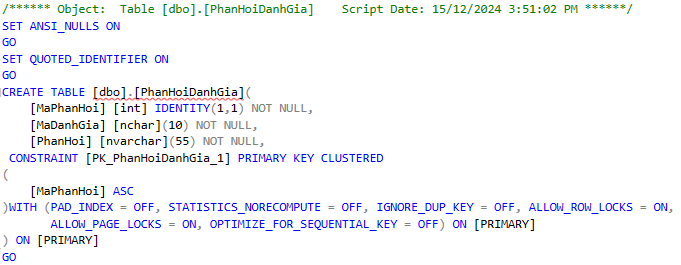 /****** Object:  Table [dbo].[PhanHoiDanhGia]    Script Date: 15/12/2024 3:51:02 PM ******/
SET ANSI_NULLS ON
GO
SET QUOTED_IDENTIFIER ON
GO
CREATE TABLE [dbo].[PhanHoiDanhGia](
    [MaPhanHoi] [int] IDENTITY(1,1) NOT NULL,
    [MaDanhGia] [nchar](10) NOT NULL,
    [PhanHoi] [nvarchar](55) NOT NULL,
 CONSTRAINT [PK_PhanHoiDanhGia_1] PRIMARY KEY CLUSTERED
(
    [MaPhanHoi] ASC
)WITH (PAD_INDEX = OFF, STATISTICS_NORECOMPUTE = OFF, IGNORE_DUP_KEY = OFF, ALLOW_ROW_LOCKS = ON,
       ALLOW_PAGE_LOCKS = ON, OPTIMIZE_FOR_SEQUENTIAL_KEY = OFF) ON [PRIMARY]
) ON [PRIMARY]
GO